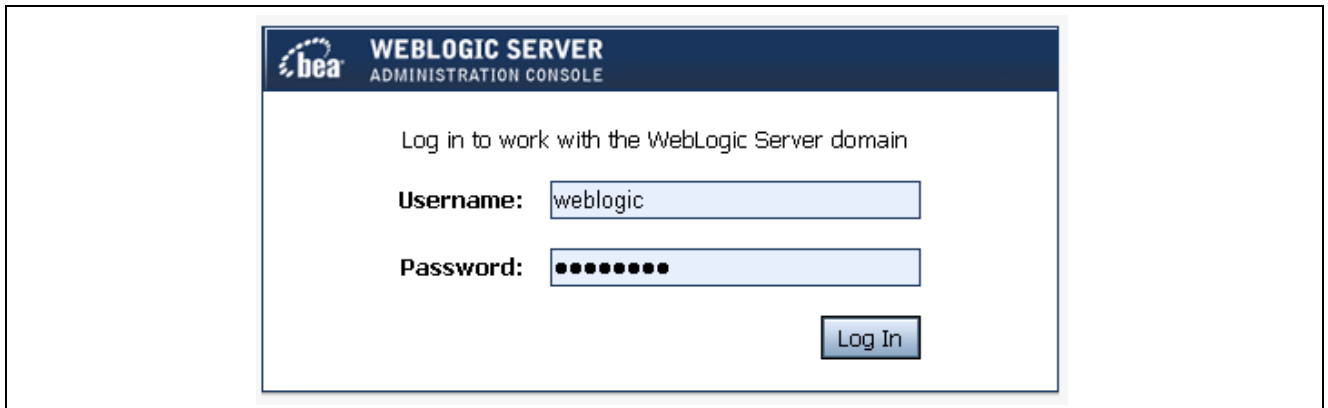 bea
WEBLOGIC SERVER
ADMINISTRATION CONSOLE
Log in to work with the WebLogic Server domain
Username: weblogic
Password: ●●●●●●●●
Log In